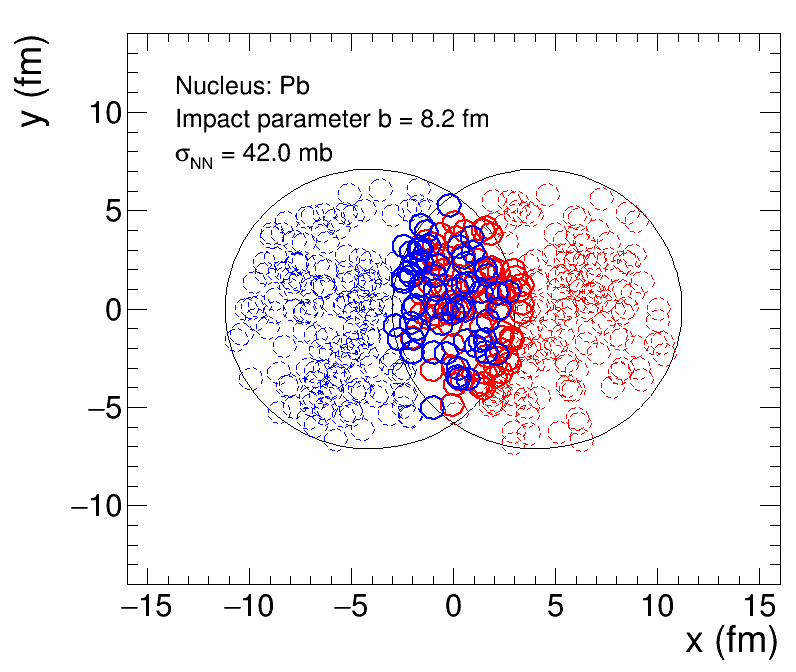 y (fm)
Nucleus: Pb
Impact parameter b = 8.2 fm
σNN = 42.0 mb
10
5
0
−5
−10
−15 −10 −5 0 5 10 15
x (fm)